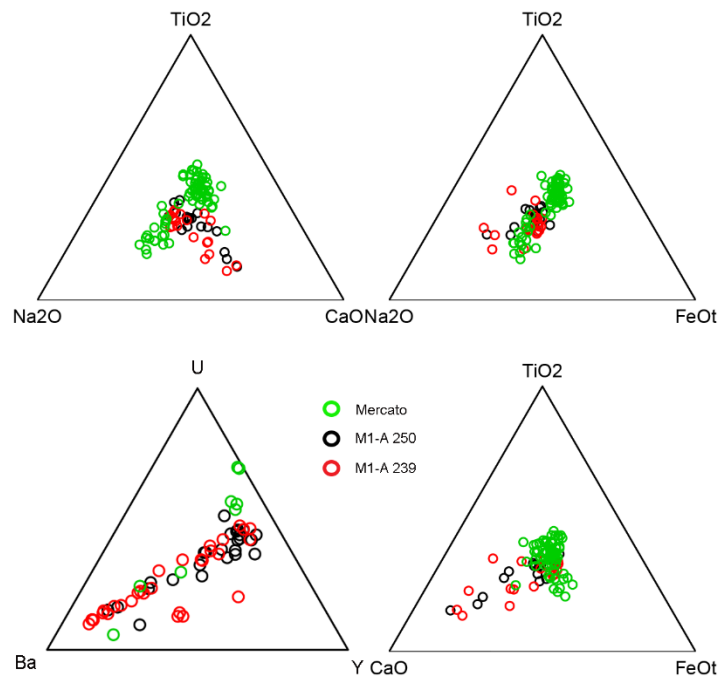 TiO2 TiO2
Na2O CaONa2O FeOt
U TiO2
Mercato
M1-A 250
M1-A 239
Ba Y CaO FeOt